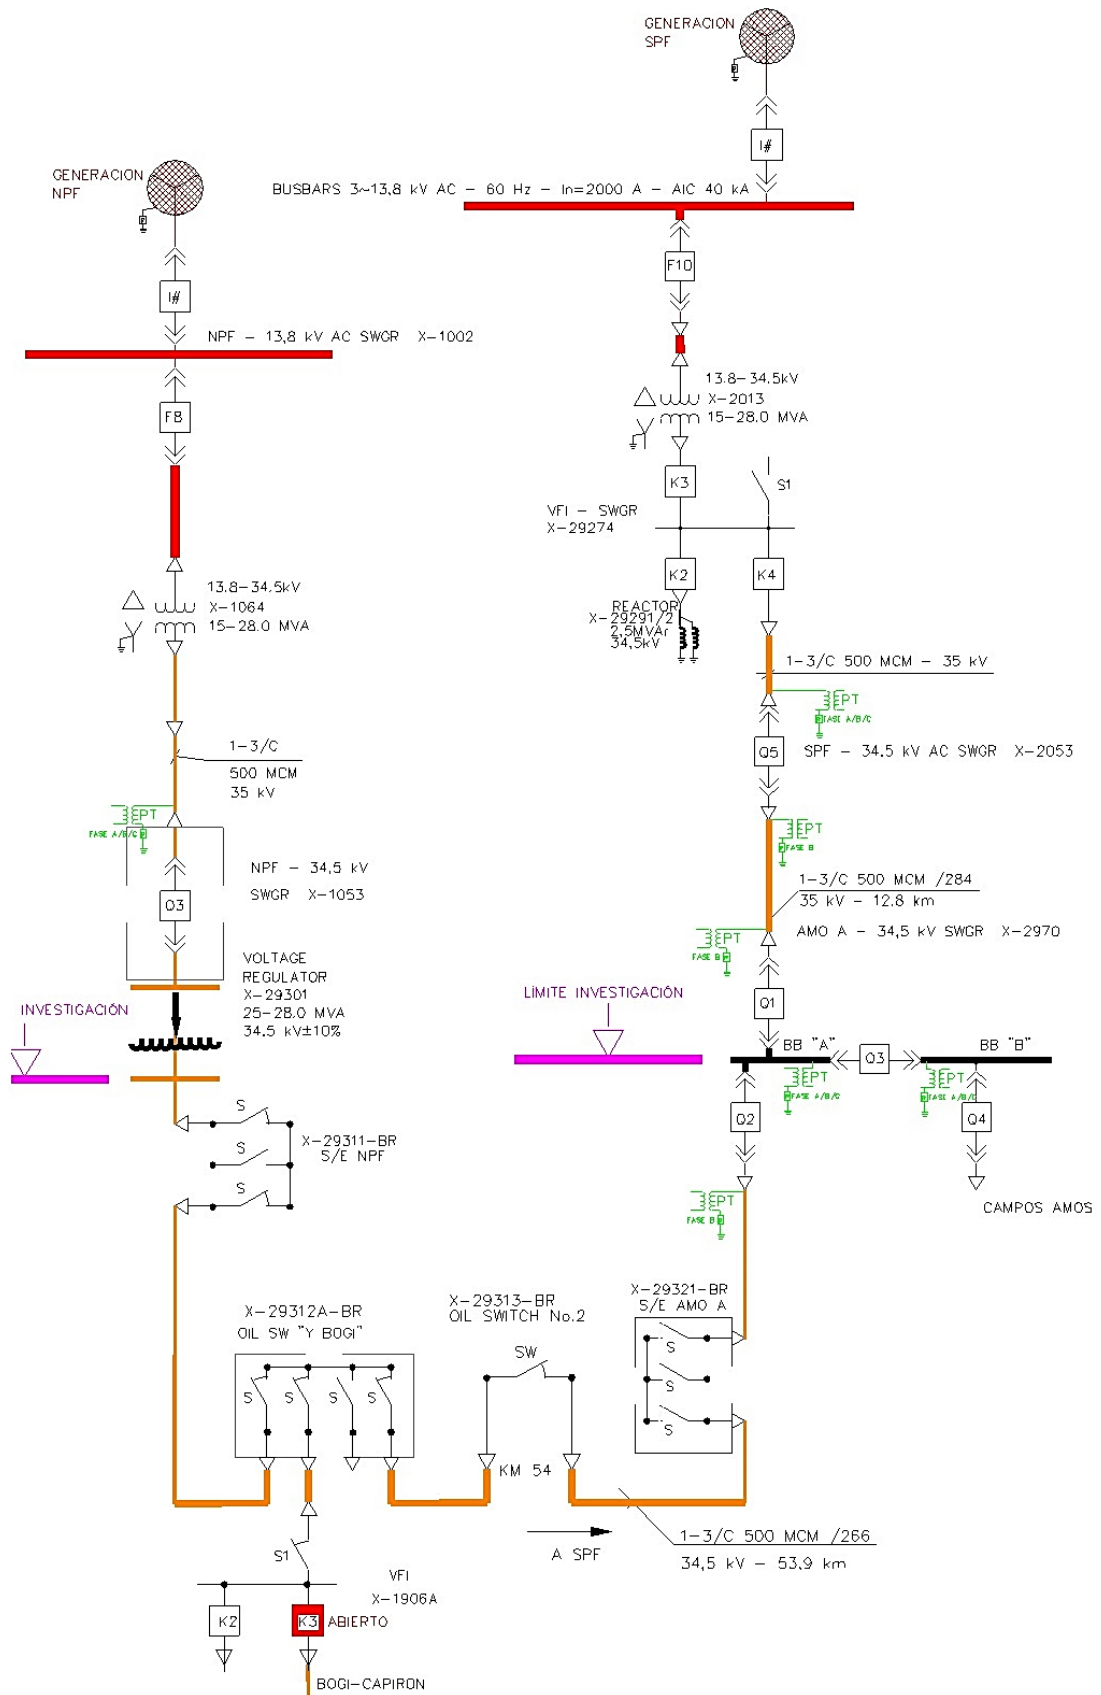 GENERACION
SPF
I#
BUSBARS 3~13,8 kV AC - 60 Hz - In=2000 A - AIC 40 kA
GENERACION
NPF
I#
NPF - 13,8 kV AC SWGR X-1002
F8
13.8-34.5kV
X-1064
15-28.0 MVA
1-3/C
500 MCM
35 kV
PT
FASE A/B/C
NPF - 34,5 kV
SWGR X-1053
Q3
VOLTAGE
REGULATOR
X-29301
25-28.0 MVA
34.5 kV±10%
INVESTIGACIÓN
S
S
S
X-29311-BR
S/E NPF
F10
13.8-34.5kV
X-2013
15-28.0 MVA
K3
S1
VFI - SWGR
X-29274
K2
K4
REACTOR
X-29291/2
2,5MVAr
34,5kV
1-3/C 500 MCM - 35 kV
PT
FASE A/B/C
Q5
SPF - 34.5 kV AC SWGR X-2053
PT
FASE B
1-3/C 500 MCM /284
35 kV - 12.8 km
AMO A - 34,5 kV SWGR X-2970
PT
FASE B
Q1
LÍMITE INVESTIGACIÓN
BB "A"
Q3
BB "B"
PT
FASE A/B/C
PT
FASE A/B/C
Q2
Q4
CAMPOS AMOS
PT
FASE B
X-29312A-BR
OIL SW "Y BOGI"
S
S
S
S
X-29313-BR
OIL SWITCH No.2
SW
KM 54
X-29321-BR
S/E AMO A
S
S
S
A SPF
1-3/C 500 MCM /266
34,5 kV - 53,9 km
S1
VFI
X-1906A
K2
K3
ABIERTO
BOGI-CAPIRON